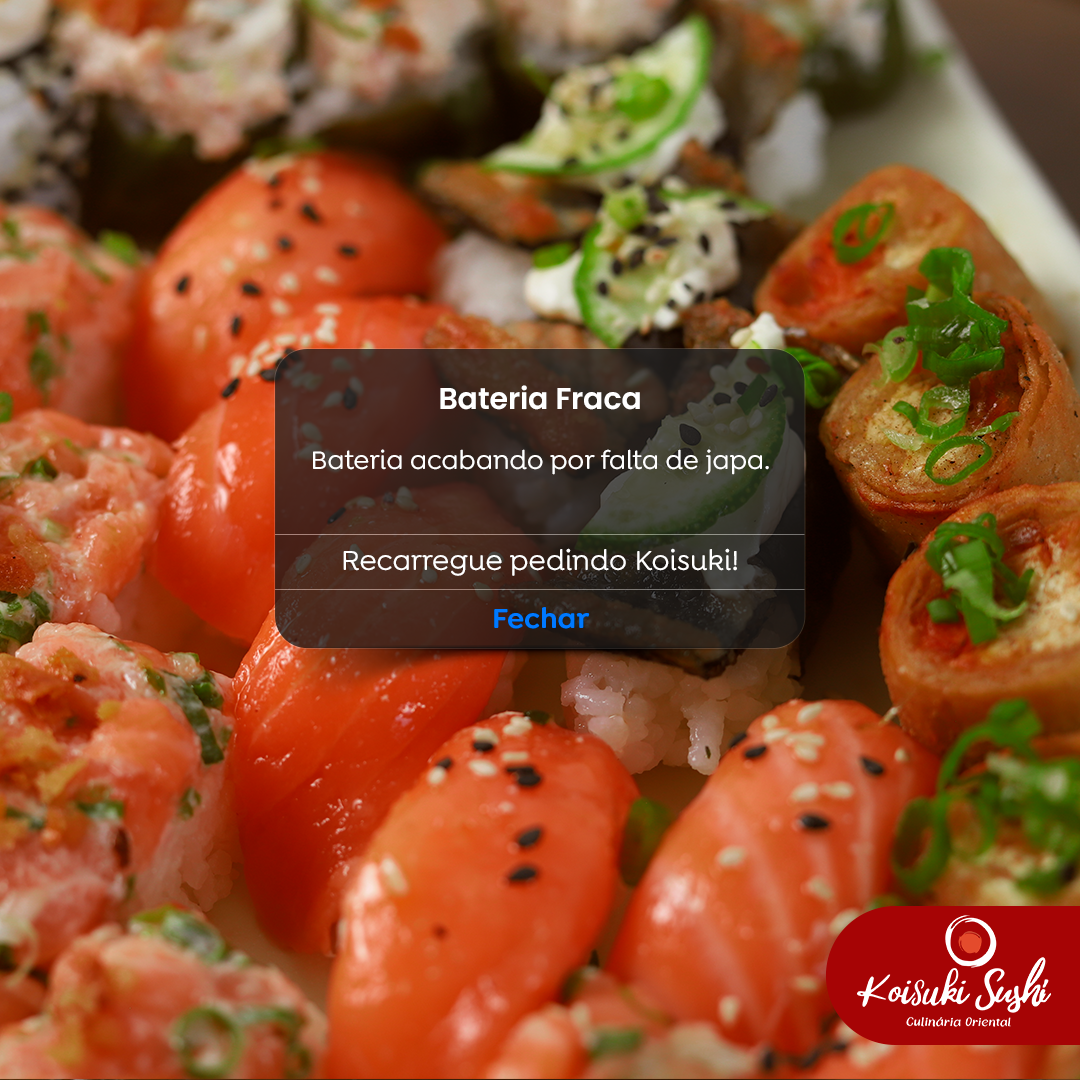 Bateria Fraca
Bateria acabando por falta de japa.
Recarregue pedindo Koisuki!
Fechar
Koisuki Sushi
Culinária Oriental